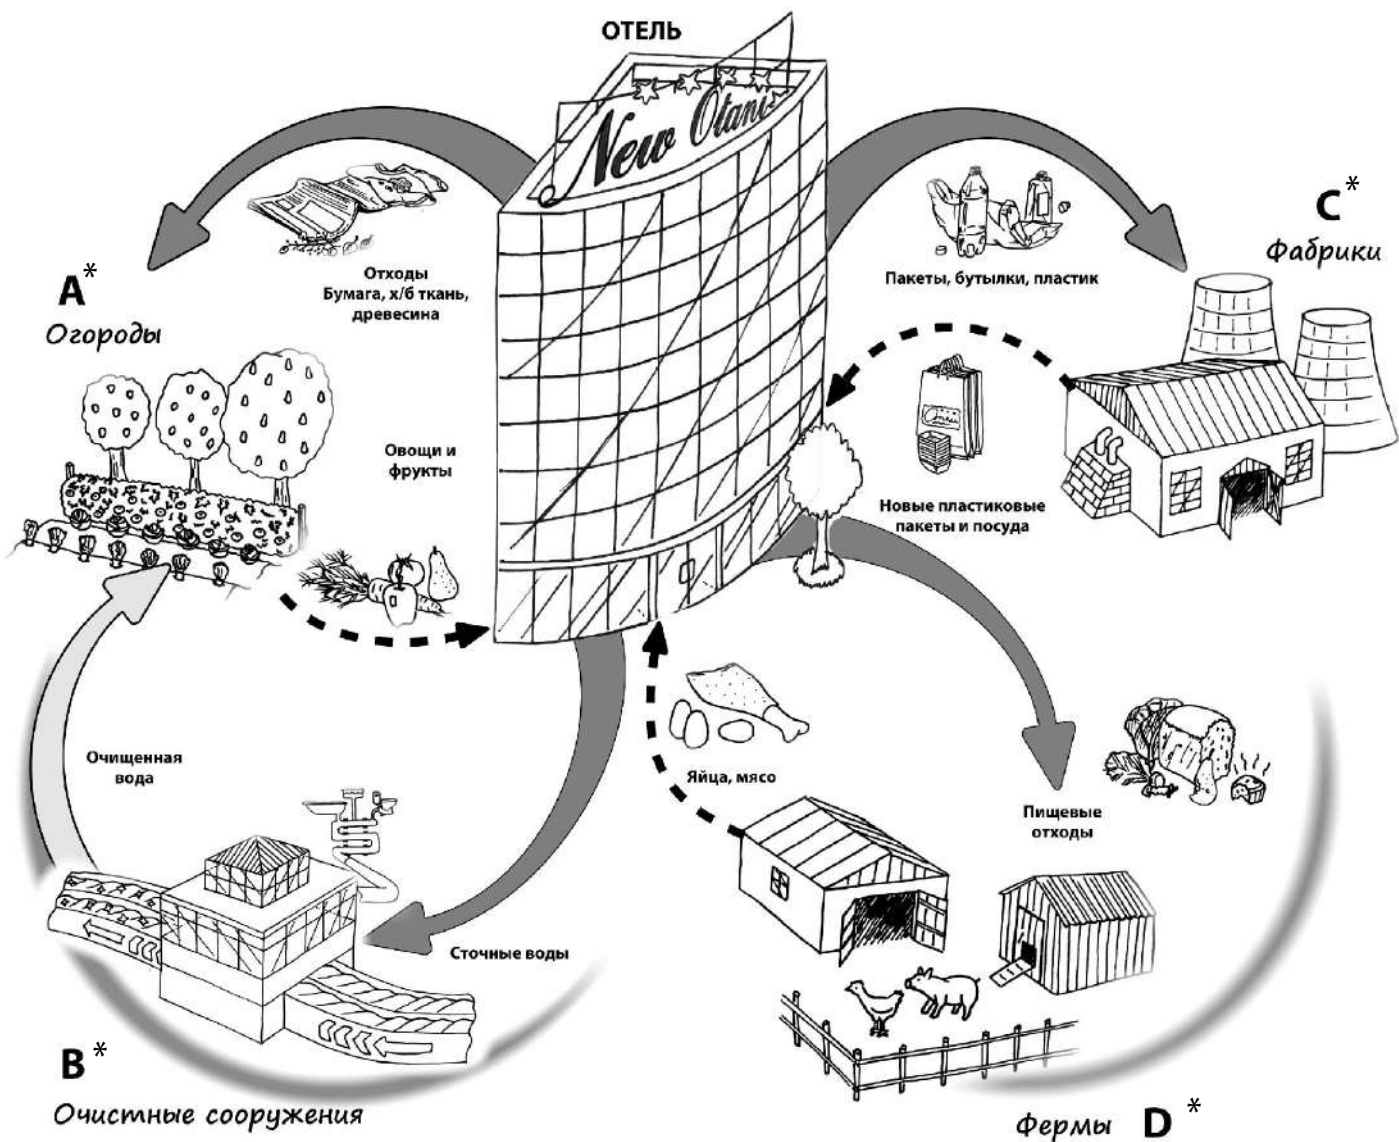 ОТЕЛЬ
New Otani
A*
Огороды
Отходы
Бумага, х/б ткань,
древесина
Пакеты, бутылки, пластик
C*
Фабрики
Овощи и
фрукты
Новые пластиковые
пакеты и посуда
Очищенная
вода
Яйца, мясо
Пищевые
отходы
Сточные воды
B*
Очистные сооружения
Фермы D*